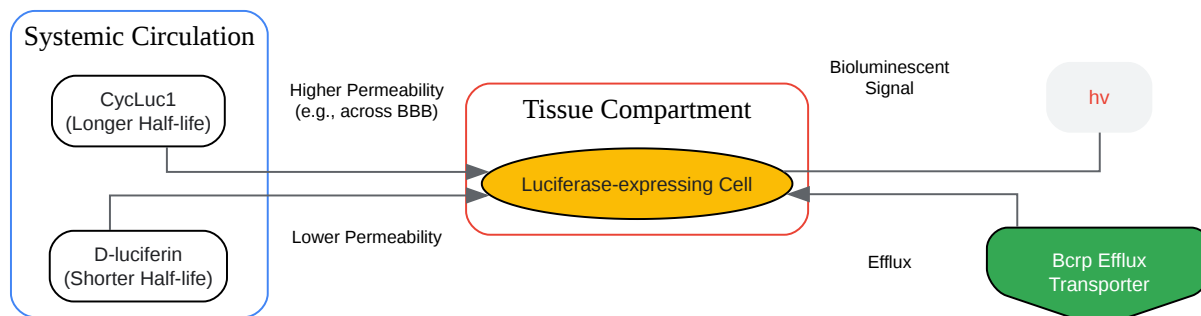 Systemic Circulation
CycLuc1
(Longer Half-life)
D-luciferin
(Shorter Half-life)
Higher Permeability
(e.g., across BBB)
Lower Permeability
Tissue Compartment
Luciferase-expressing Cell
Bioluminescent
Signal
hv
Efflux
Bcrp Efflux
Transporter